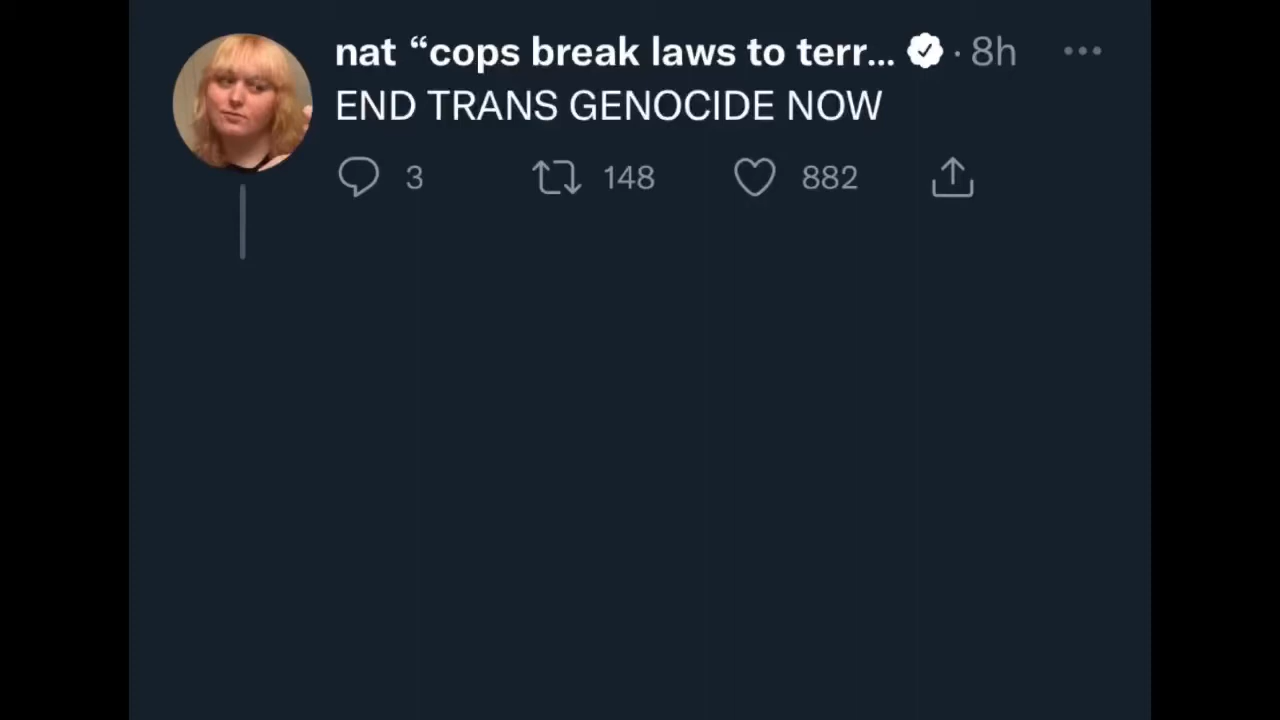 nat “cops break laws to terr... · 8h
END TRANS GENOCIDE NOW
3 148 882